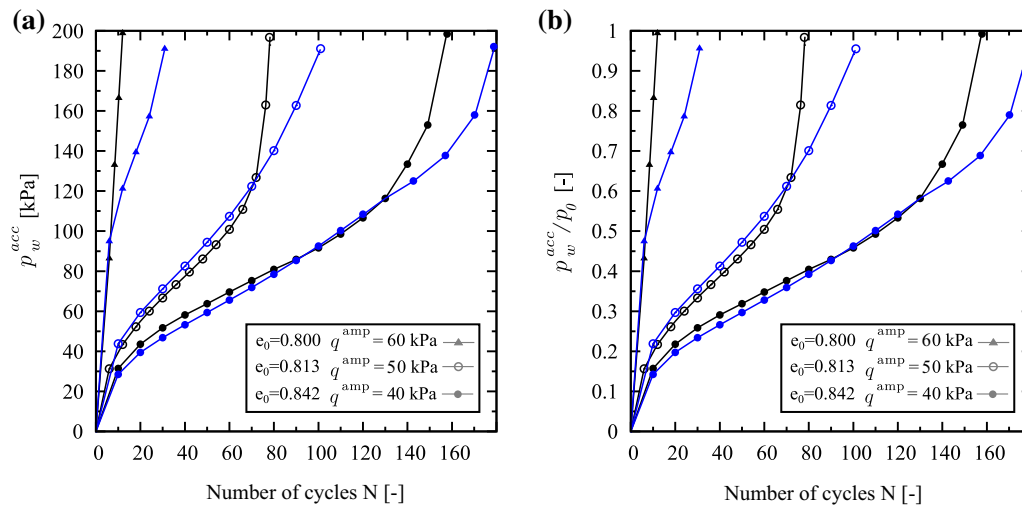 (a)
200
180
160
140
120
100
80
60
40
20
0
p_w^{acc} [kPa]
e₀=0.800 q^{amp} = 60 kPa
e₀=0.813 q^{amp} = 50 kPa
e₀=0.842 q^{amp} = 40 kPa
0 20 40 60 80 100 120 140 160 180
Number of cycles N [-]
(b)
1
0.9
0.8
0.7
0.6
0.5
0.4
0.3
0.2
0.1
0
p_w^{acc}/p_0 [-]
e₀=0.800 q^{amp} = 60 kPa
e₀=0.813 q^{amp} = 50 kPa
e₀=0.842 q^{amp} = 40 kPa
0 20 40 60 80 100 120 140 160
Number of cycles N [-]